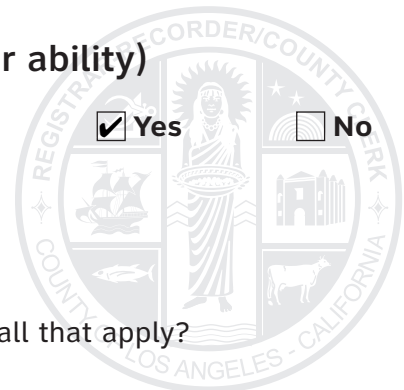 r ability)
✔ Yes No
all that apply?
REGISTRAR-RECORDER/COUNTY CLERK
COUNTY OF LOS ANGELES - CALIFORNIA